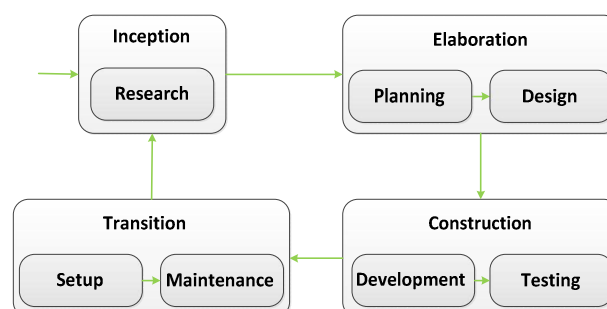 Inception
Research
Elaboration
Planning
Design
Transition
Setup
Maintenance
Construction
Development
Testing